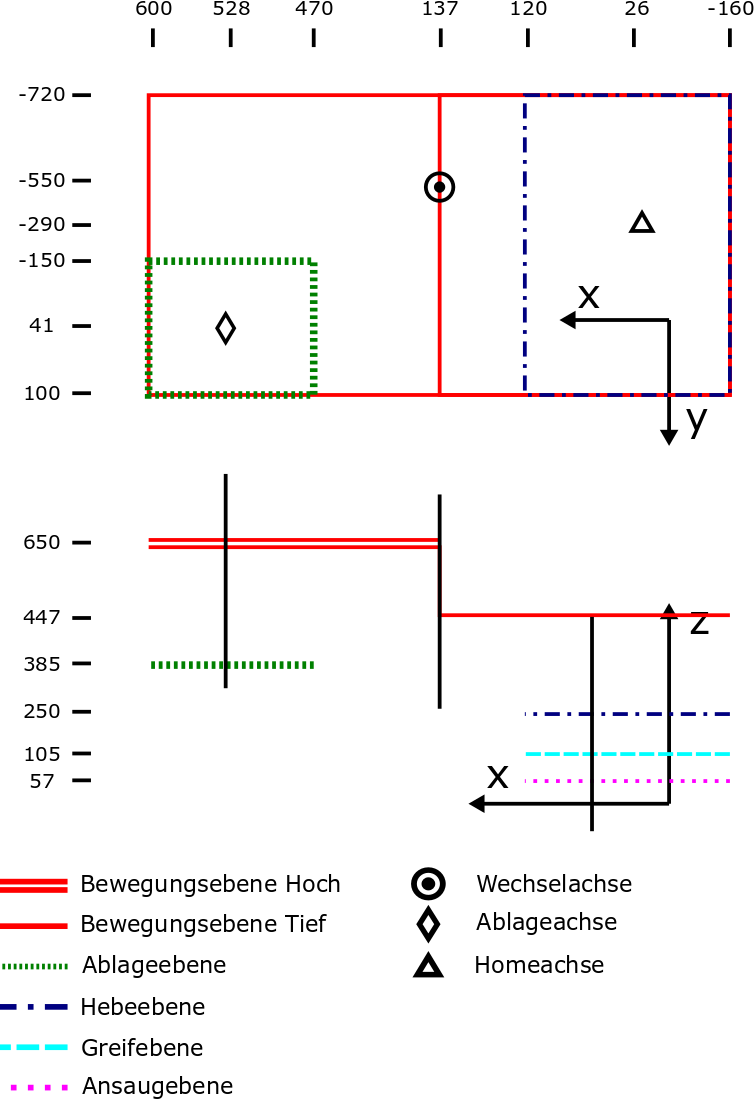 600 528 470 137 120 26 -160
-720
-550
-290
-150
x
41
100
y
650
447
z
385
250
105
x
57
Bewegungsebene Hoch
Wechselachse
Bewegungsebene Tief
Ablageachse
Ablageebene
Homeachse
Hebeebene
Greifebene
Ansaugebene